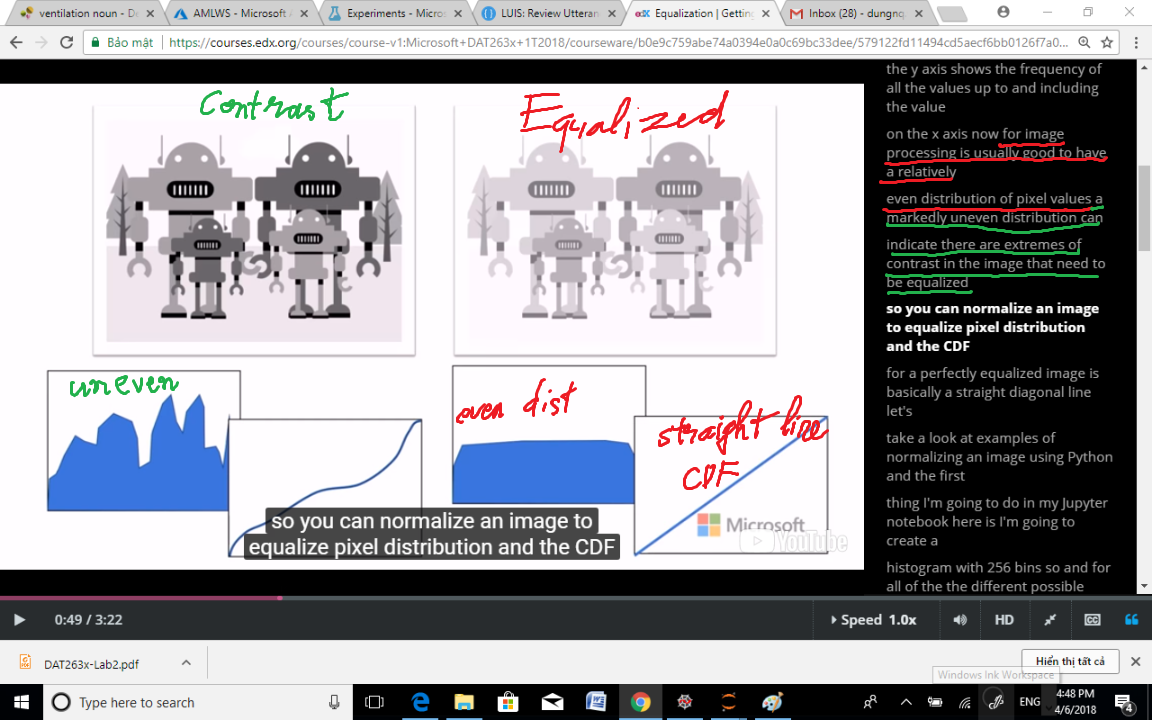 ventilation noun - De
AMLWS - Microsoft A
Experiments - Micros
LUIS: Review Utteran
Equalization | Getting
Inbox (28) - dungnq.
Bảo mật
https://courses.edx.org/courses/course-v1:Microsoft+DAT263x+1T2018/courseware/b0e9c759abe74a0394e0a0c69bc33dee/579122fd11494cd5aecf6bb0126f7a0...
Contrast
Equalized
uneven
even dist
straight line
CDF
Microsoft
YouTube
so you can normalize an image to
equalize pixel distribution and the CDF
the y axis shows the frequency of
all the values up to and including
the value
on the x axis now for image
processing is usually good to have
a relatively
even distribution of pixel values a
markedly uneven distribution can
indicate there are extremes of
contrast in the image that need to
be equalized
so you can normalize an image
to equalize pixel distribution
and the CDF
for a perfectly equalized image is
basically a straight diagonal line
let's
take a look at examples of
normalizing an image using Python
and the first
thing I'm going to do in my Jupyter
notebook here is I'm going to
create a
histogram with 256 bins so and for
all of the the different possible
0:49 / 3:22
Speed 1.0x
HD
CC
DAT263x-Lab2.pdf
Hiển thị tất cả
Windows Ink Workspace
Type here to search
ENG
4:48 PM
4/6/2018
4